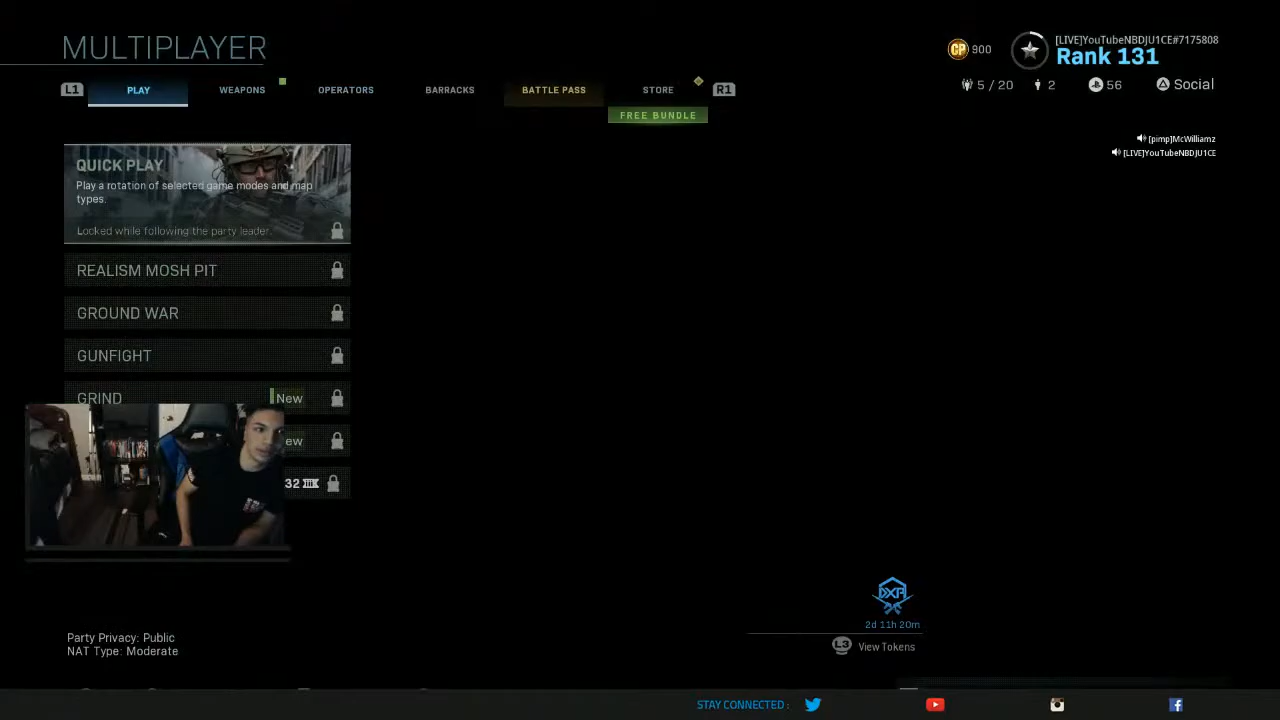 MULTIPLAYER
CP 900
[LIVE]YouTubeNBDJU1CE#7175808
Rank 131
L1 PLAY WEAPONS OPERATORS BARRACKS BATTLE PASS STORE R1
5 / 20 2 56 Social
FREE BUNDLE
[pimp]McWilliamz
[LIVE]YouTubeNBDJU1CE
QUICK PLAY
Play a rotation of selected game modes and map
types.
Locked while following the party leader.
REALISM MOSH PIT
GROUND WAR
GUNFIGHT
GRIND New
ew
32
DXP
2d 11h 20m
L3 View Tokens
Party Privacy: Public
NAT Type: Moderate
STAY CONNECTED :